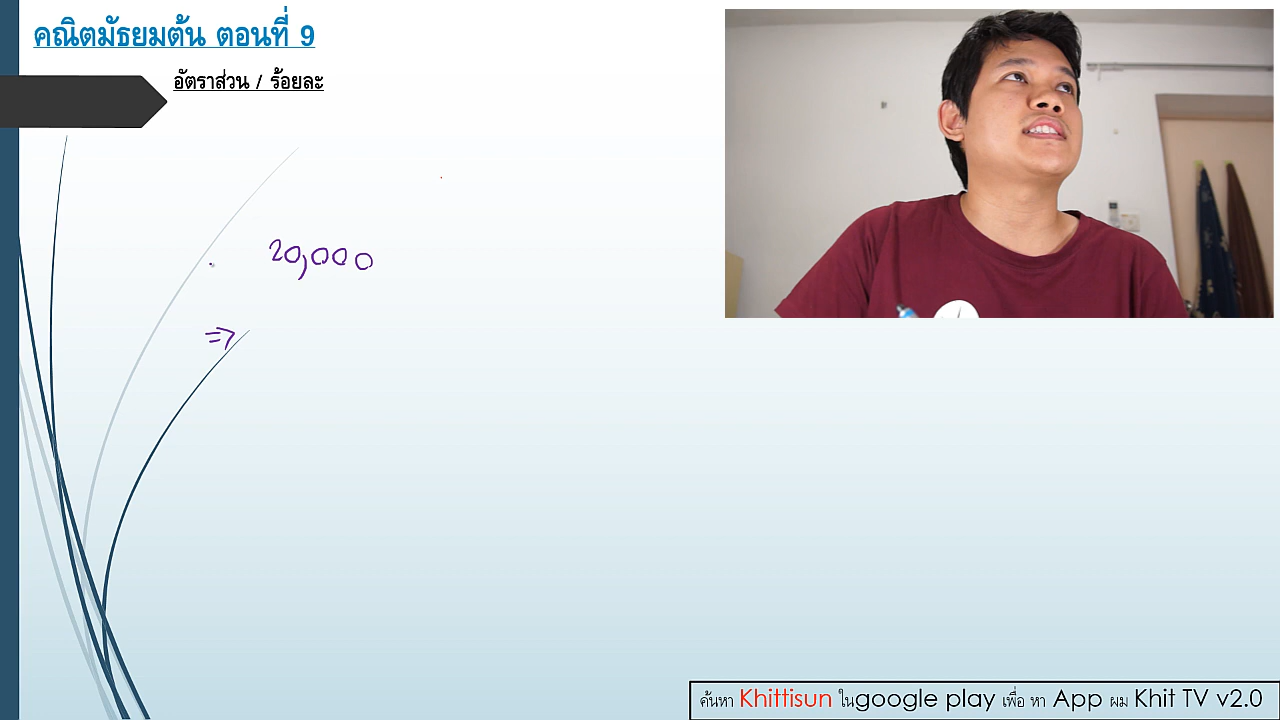 คณิตมัธยมต้น ตอนที่ 9
อัตราส่วน / ร้อยละ
20,000
⇒
ค้นหา Khittisun ในgoogle play เพื่อ หา App ผม Khit TV v2.0